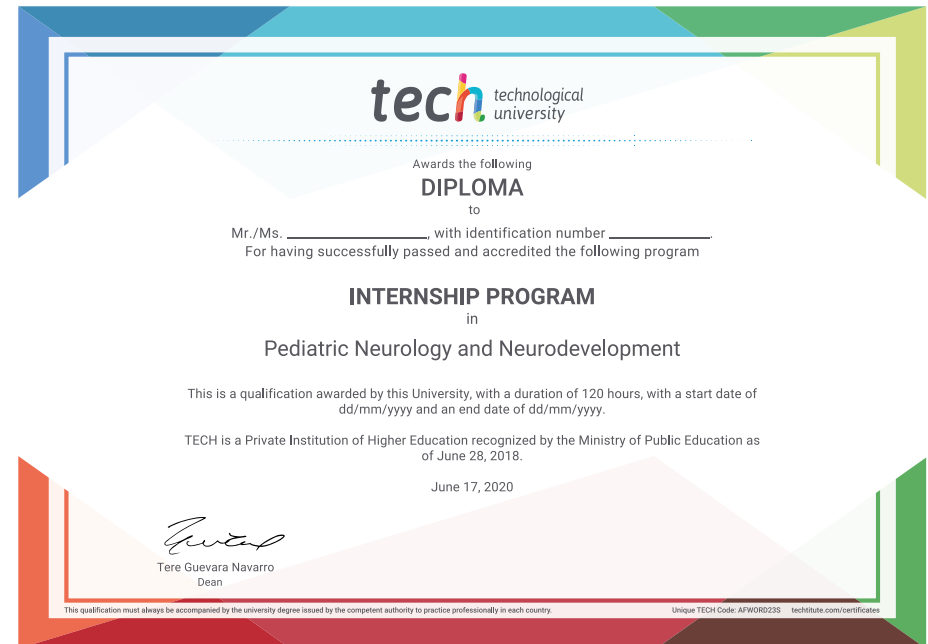 tech technological
university
Awards the following
DIPLOMA
to
Mr./Ms. ____________________, with identification number ______________.
For having successfully passed and accredited the following program
INTERNSHIP PROGRAM
in
Pediatric Neurology and Neurodevelopment
This is a qualification awarded by this University, with a duration of 120 hours, with a start date of
dd/mm/yyyy and an end date of dd/mm/yyyy.
TECH is a Private Institution of Higher Education recognized by the Ministry of Public Education as
of June 28, 2018.
June 17, 2020
Tere Guevara Navarro
Dean
This qualification must always be accompanied by the university degree issued by the competent authority to practice professionally in each country.
Unique TECH Code: AFWORD23S techtitute.com/certificates